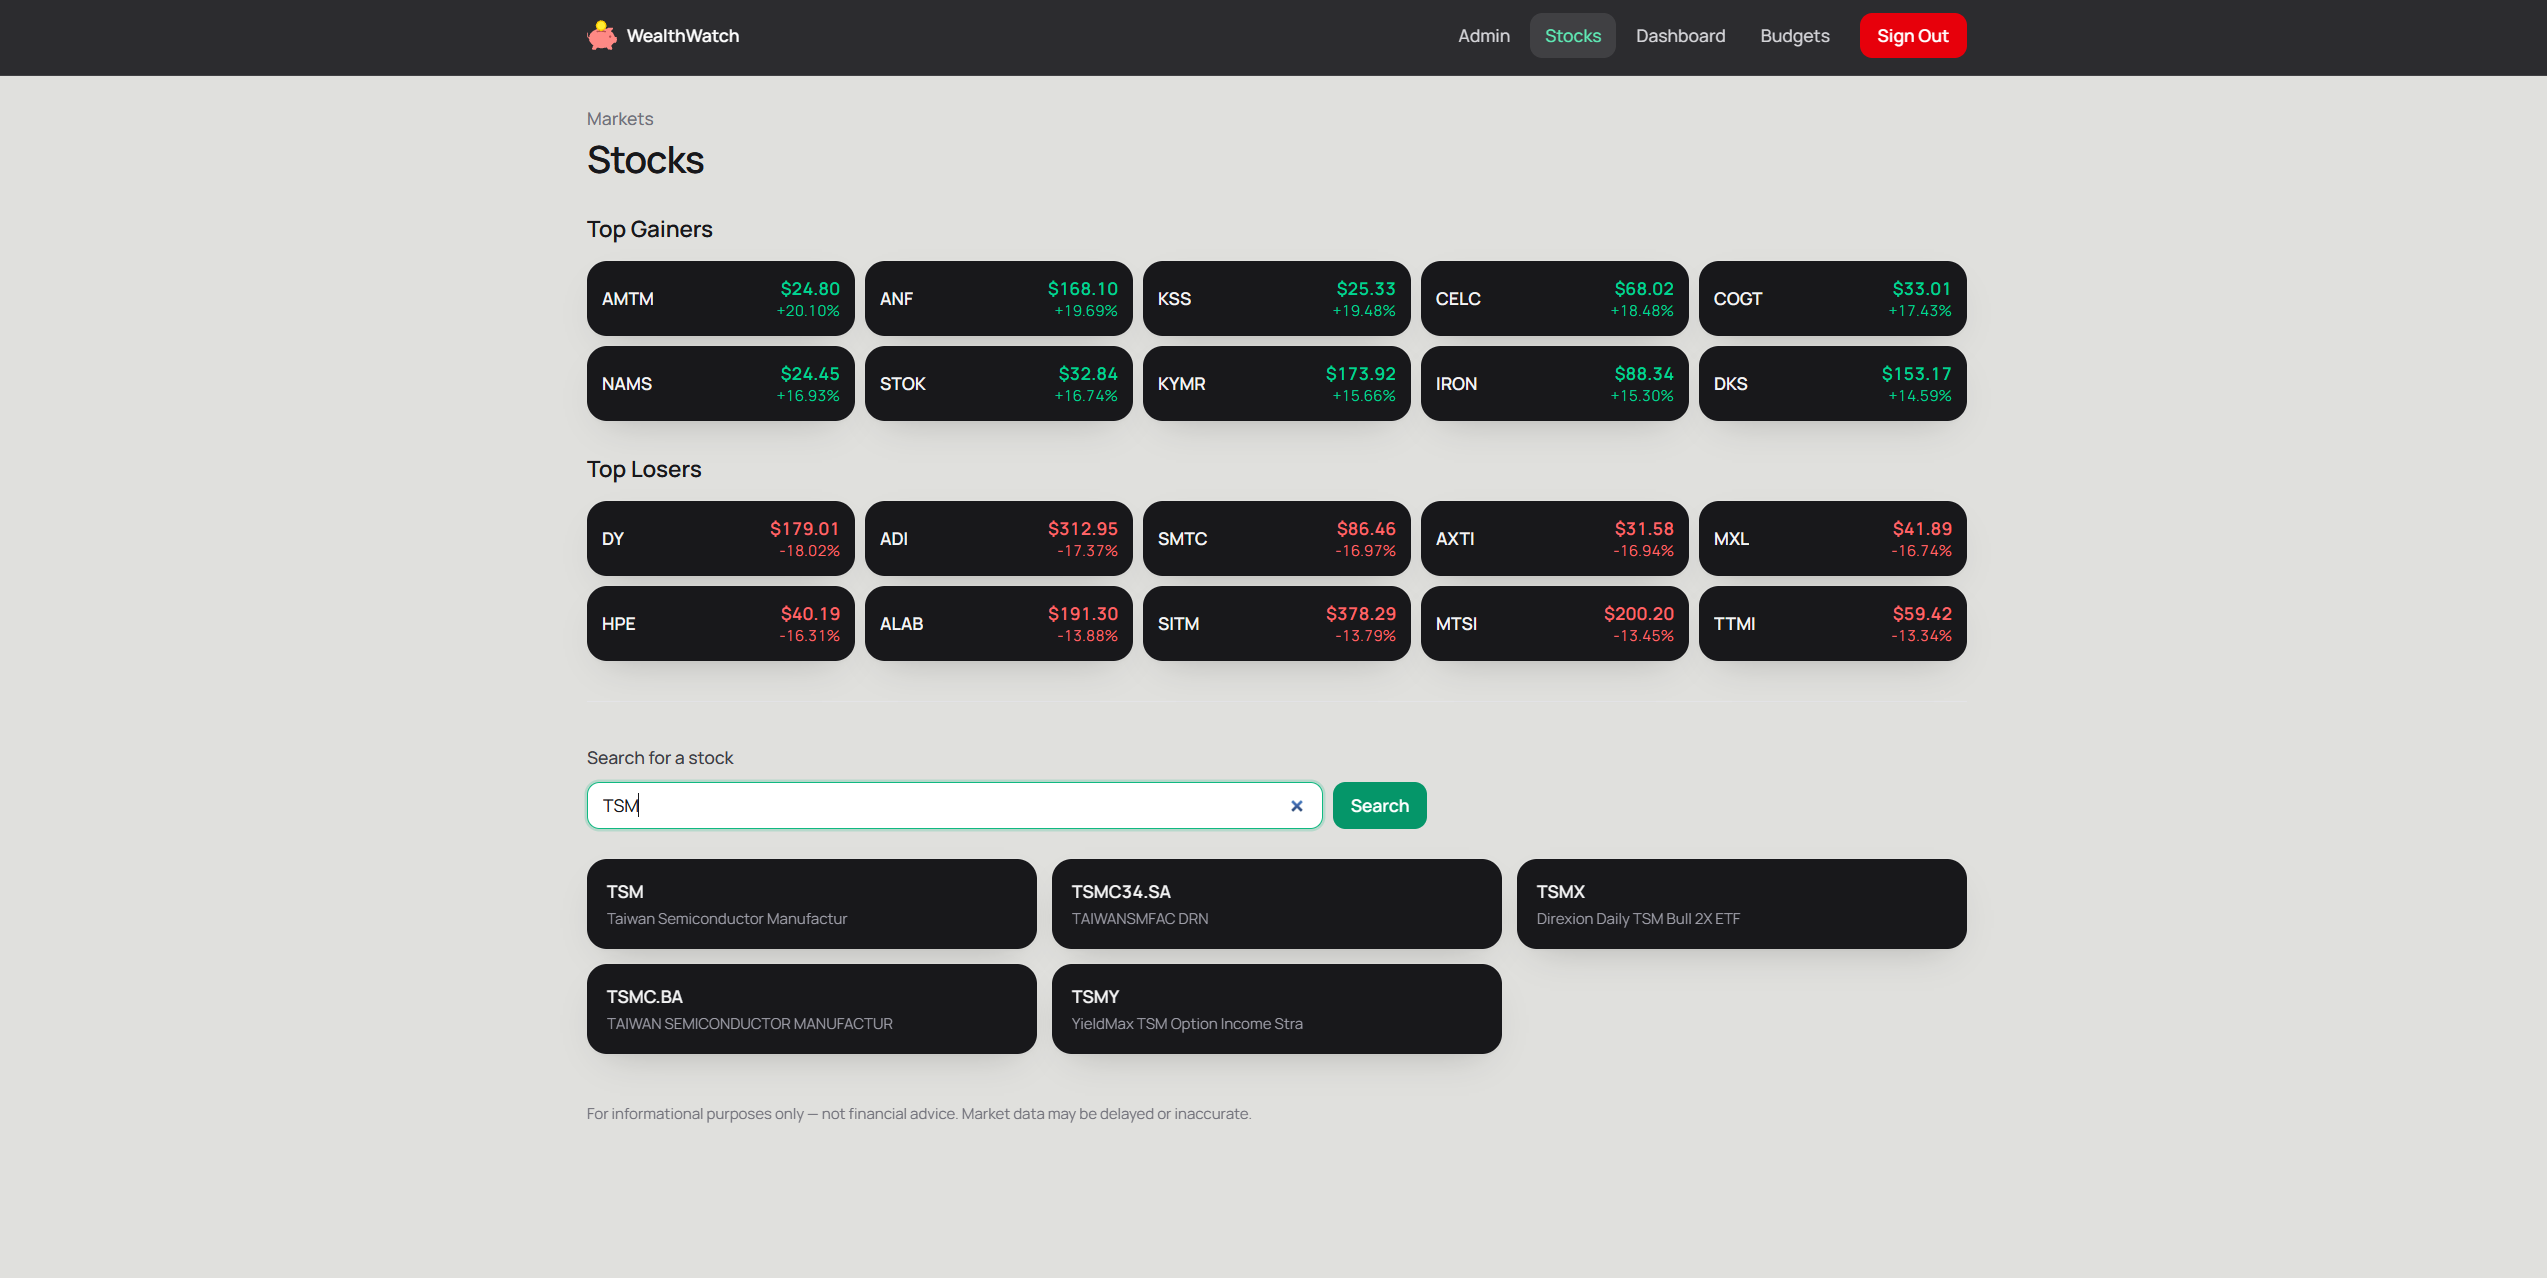 WealthWatch
Admin
Stocks
Dashboard
Budgets
Sign Out
Markets
Stocks
Top Gainers
AMTM
$24.80
+20.10%
ANF
$168.10
+19.69%
KSS
$25.33
+19.48%
CELC
$68.02
+18.48%
COGT
$33.01
+17.43%
NAMS
$24.45
+16.93%
STOK
$32.84
+16.74%
KYMR
$173.92
+15.66%
IRON
$88.34
+15.30%
DKS
$153.17
+14.59%
Top Losers
DY
$179.01
-18.02%
ADI
$312.95
-17.37%
SMTC
$86.46
-16.97%
AXTI
$31.58
-16.94%
MXL
$41.89
-16.74%
HPE
$40.19
-16.31%
ALAB
$191.30
-13.88%
SITM
$378.29
-13.79%
MTSI
$200.20
-13.45%
TTMI
$59.42
-13.34%
Search for a stock
TSM
Search
TSM
Taiwan Semiconductor Manufactur
TSMC34.SA
TAIWANSMFAC DRN
TSMX
Direxion Daily TSM Bull 2X ETF
TSMC.BA
TAIWAN SEMICONDUCTOR MANUFACTUR
TSMY
YieldMax TSM Option Income Stra
For informational purposes only — not financial advice. Market data may be delayed or inaccurate.